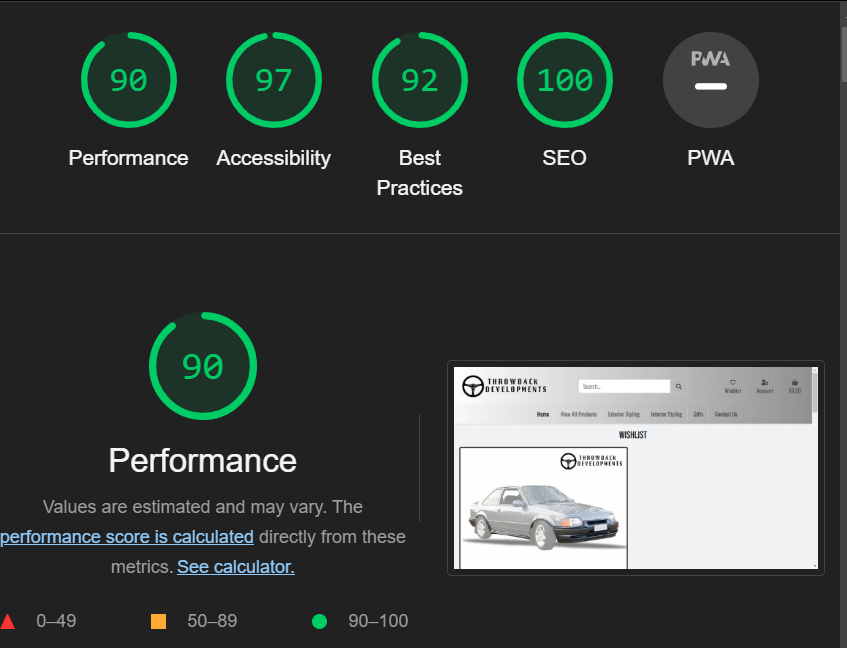 90
97
92
100
PWA
Performance
Accessibility
Best
Practices
SEO
PWA
90
Performance
Values are estimated and may vary. The
performance score is calculated directly from these
metrics. See calculator.
0–49
50–89
90–100
THROWBACK
DEVELOPMENTS
Search...
Wishlist
Account
$0.00
Home
View All Products
Exterior Styling
Interior Styling
Gifts
Contact Us
WISHLIST
THROWBACK
DEVELOPMENTS